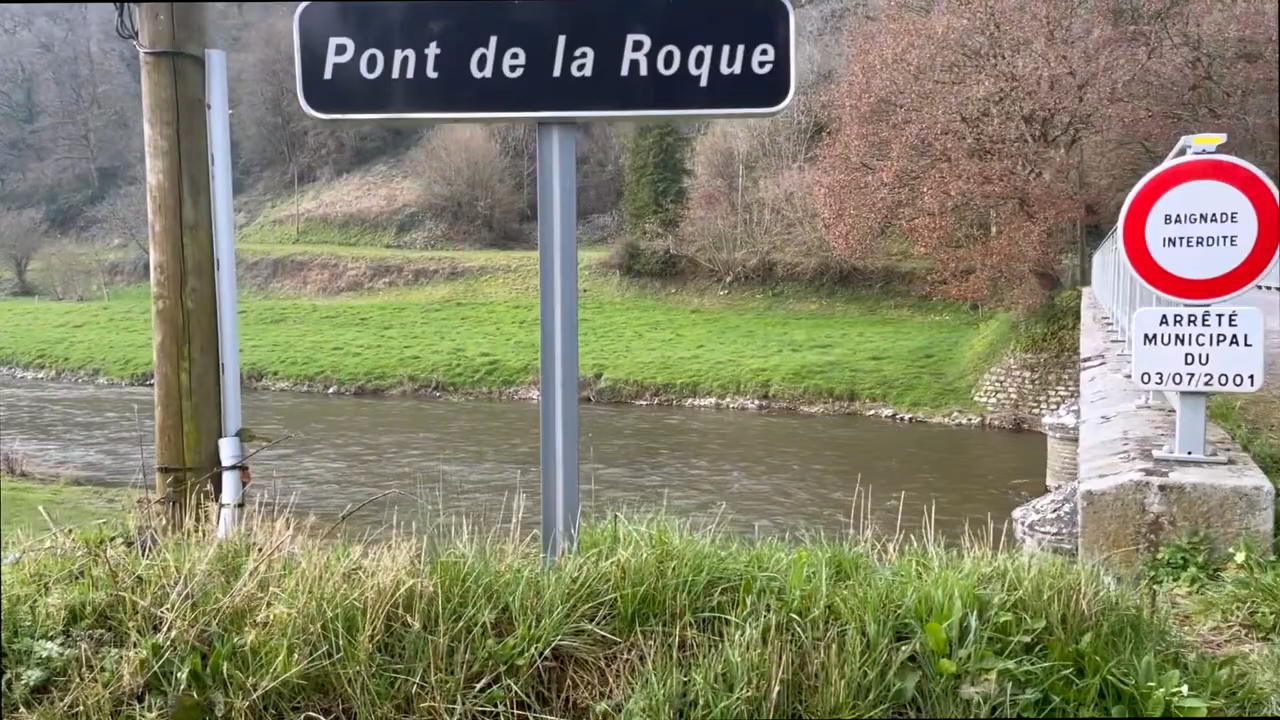 Pont de la Roque
BAIGNADE
INTERDITE
ARRÊTÉ
MUNICIPAL
DU
03/07/2001